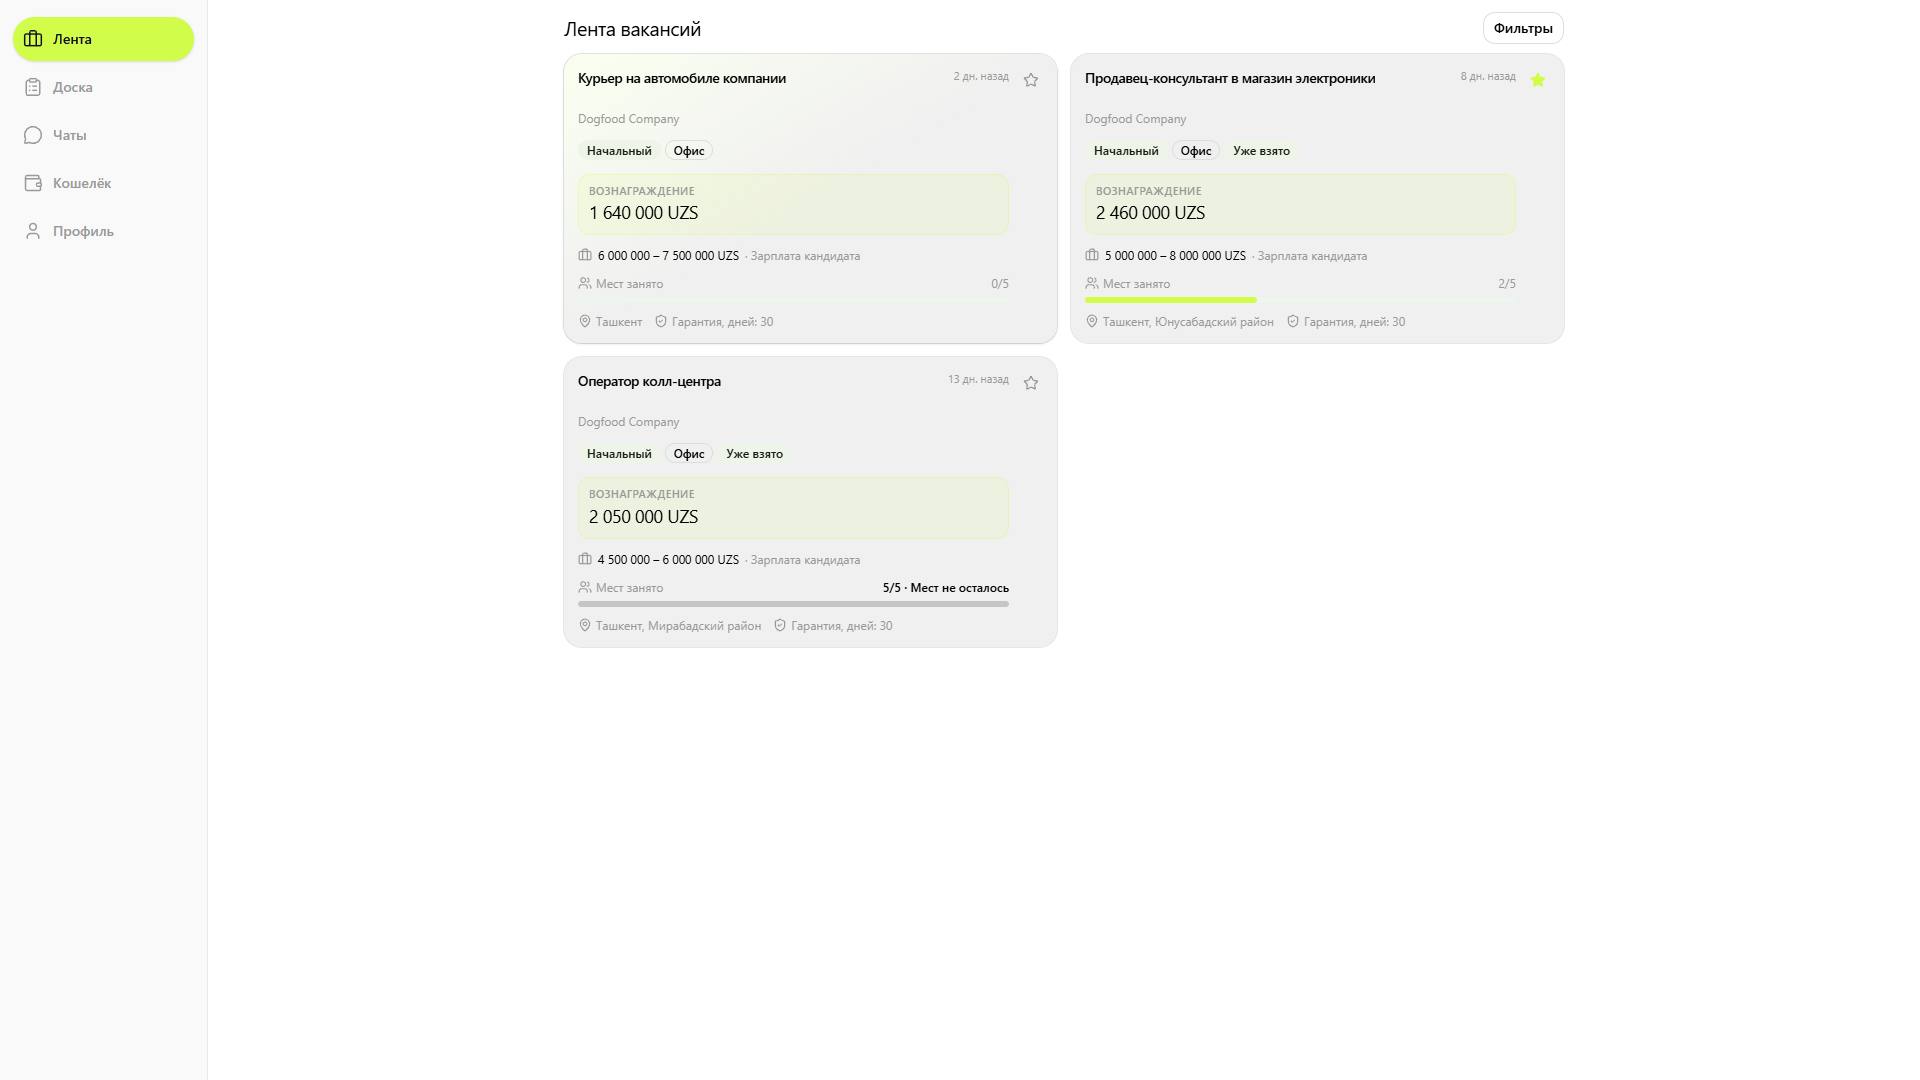 Лента
Доска
Чаты
Кошелёк
Профиль
Лента вакансий
Фильтры
Курьер на автомобиле компании
2 дн. назад
Dogfood Company
Начальный Офис
ВОЗНАГРАЖДЕНИЕ
1 640 000 UZS
6 000 000 – 7 500 000 UZS · Зарплата кандидата
Мест занято 0/5
Ташкент Гарантия, дней: 30
Продавец-консультант в магазин электроники
8 дн. назад
Dogfood Company
Начальный Офис Уже взято
ВОЗНАГРАЖДЕНИЕ
2 460 000 UZS
5 000 000 – 8 000 000 UZS · Зарплата кандидата
Мест занято 2/5
Ташкент, Юнусабадский район Гарантия, дней: 30
Оператор колл-центра
13 дн. назад
Dogfood Company
Начальный Офис Уже взято
ВОЗНАГРАЖДЕНИЕ
2 050 000 UZS
4 500 000 – 6 000 000 UZS · Зарплата кандидата
Мест занято 5/5 · Мест не осталось
Ташкент, Мирабадский район Гарантия, дней: 30